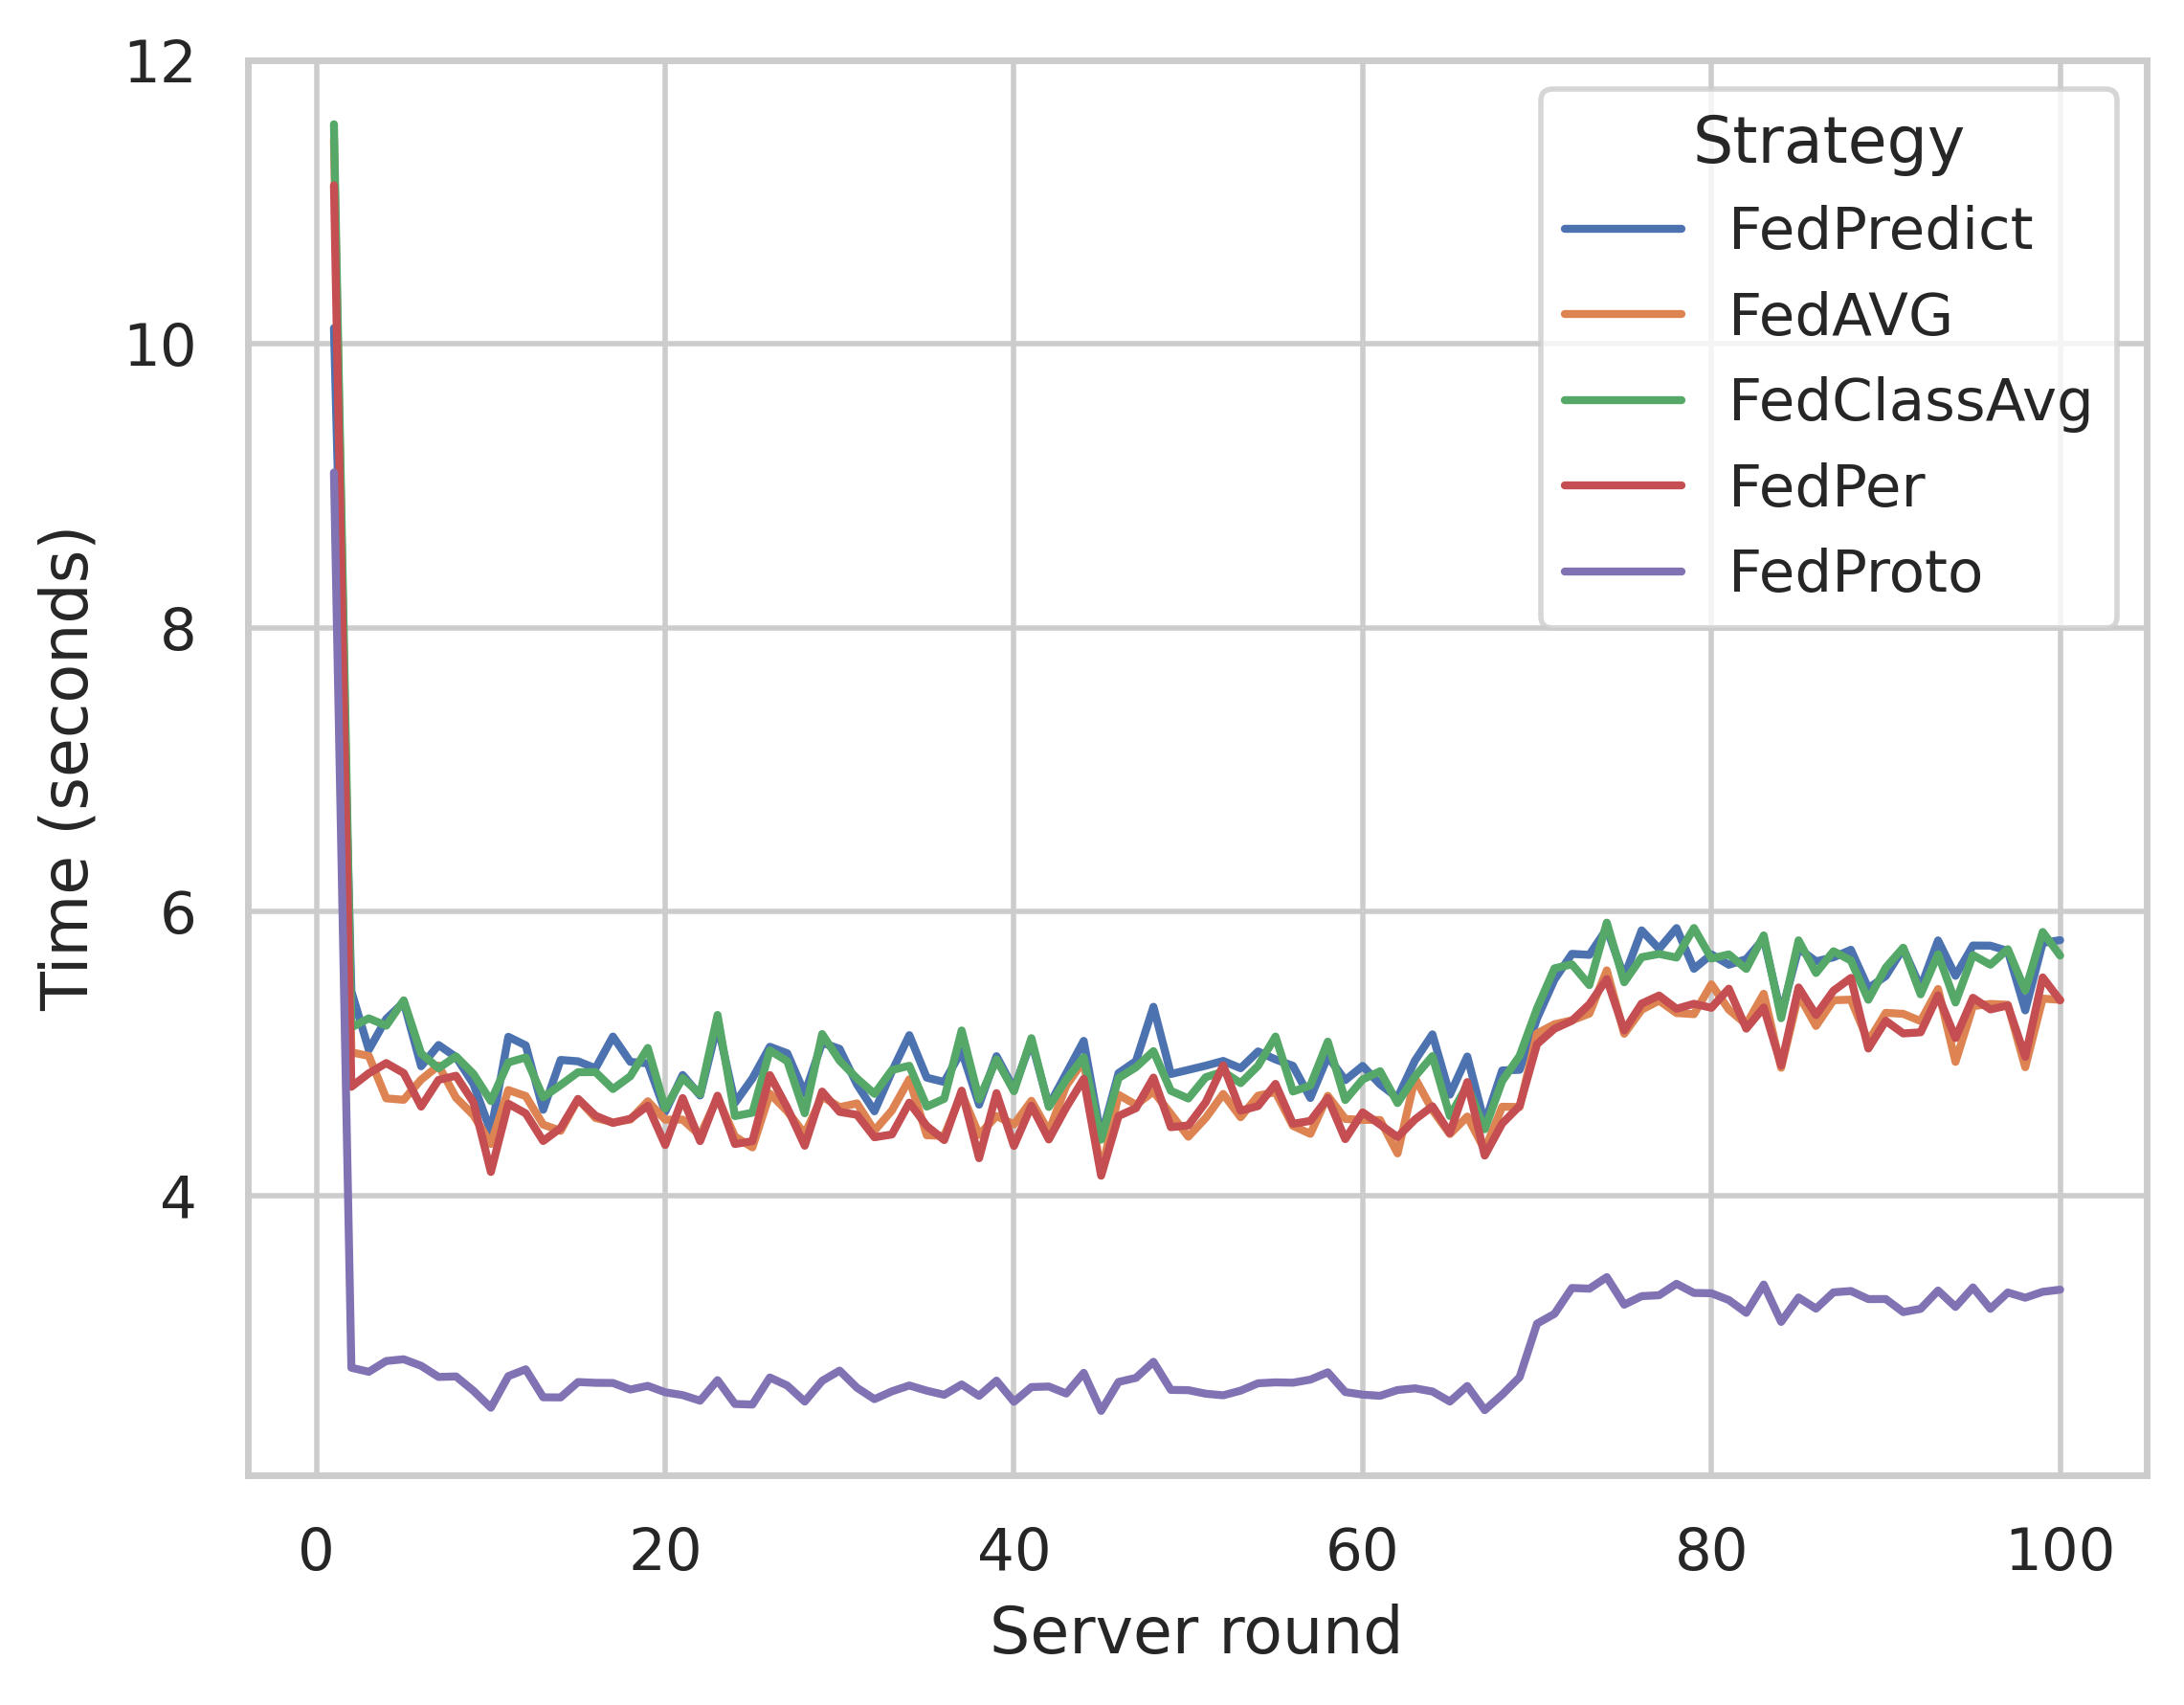 12
10
8
6
4
Time (seconds)
Strategy
FedPredict
FedAVG
FedClassAvg
FedPer
FedProto
0 20 40 60 80 100
Server round